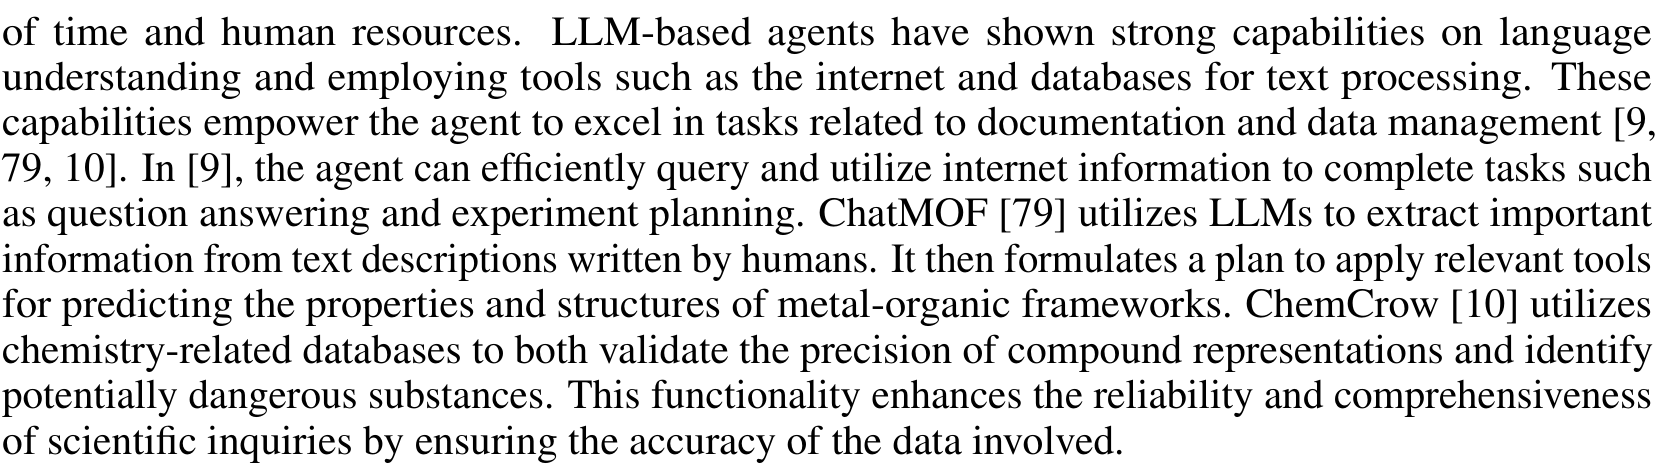 of time and human resources. LLM-based agents have shown strong capabilities on language
understanding and employing tools such as the internet and databases for text processing. These
capabilities empower the agent to excel in tasks related to documentation and data management [9,
79, 10]. In [9], the agent can efficiently query and utilize internet information to complete tasks such
as question answering and experiment planning. ChatMOF [79] utilizes LLMs to extract important
information from text descriptions written by humans. It then formulates a plan to apply relevant tools
for predicting the properties and structures of metal-organic frameworks. ChemCrow [10] utilizes
chemistry-related databases to both validate the precision of compound representations and identify
potentially dangerous substances. This functionality enhances the reliability and comprehensiveness
of scientific inquiries by ensuring the accuracy of the data involved.